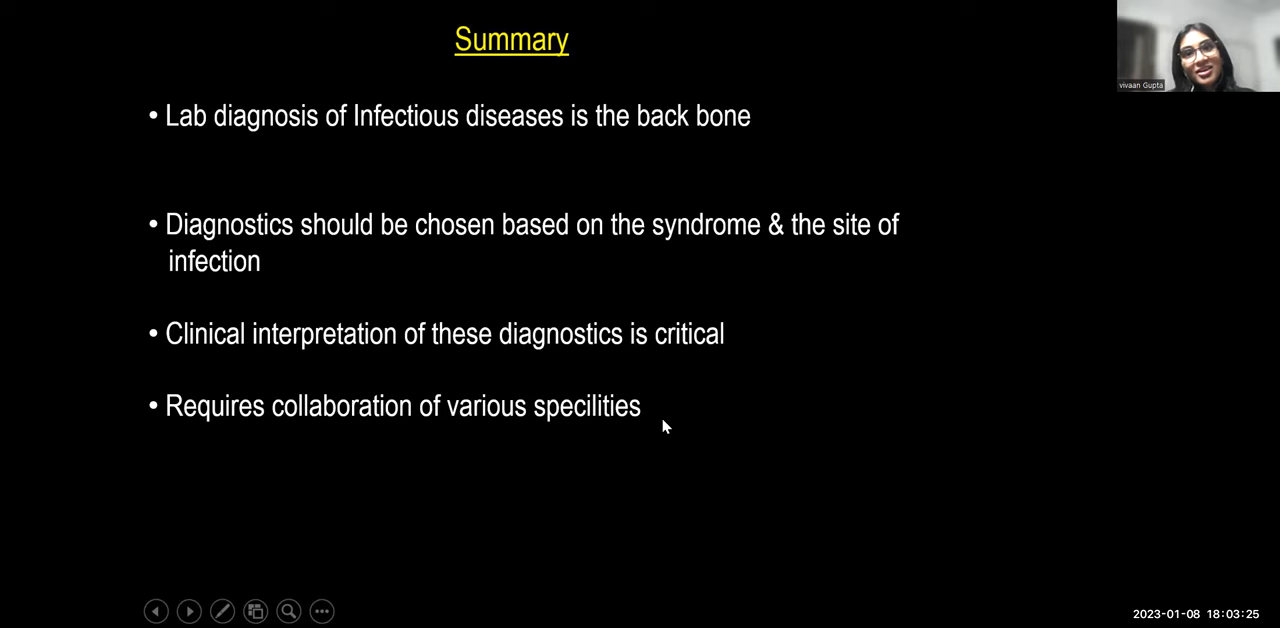 Summary
vivaan Gupta
• Lab diagnosis of Infectious diseases is the back bone
• Diagnostics should be chosen based on the syndrome & the site of
infection
• Clinical interpretation of these diagnostics is critical
• Requires collaboration of various specilities
2023-01-08 18:03:25